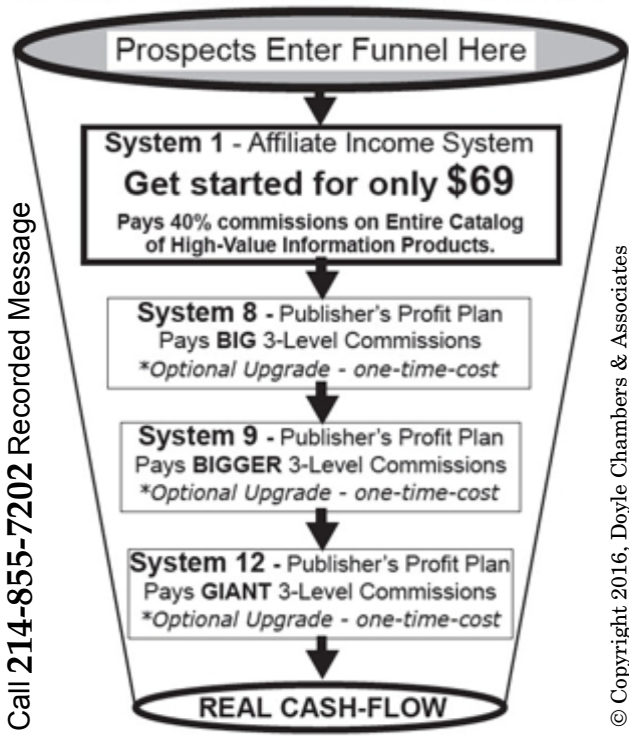 Prospects Enter Funnel Here
System 1 - Affiliate Income System
Get started for only $69
Pays 40% commissions on Entire Catalog
of High-Value Information Products.
System 8 - Publisher's Profit Plan
Pays BIG 3-Level Commissions
*Optional Upgrade - one-time-cost
System 9 - Publisher's Profit Plan
Pays BIGGER 3-Level Commissions
*Optional Upgrade - one-time-cost
System 12 - Publisher's Profit Plan
Pays GIANT 3-Level Commissions
*Optional Upgrade - one-time-cost
REAL CASH-FLOW
Call 214-855-7202 Recorded Message
© Copyright 2016, Doyle Chambers & Associates